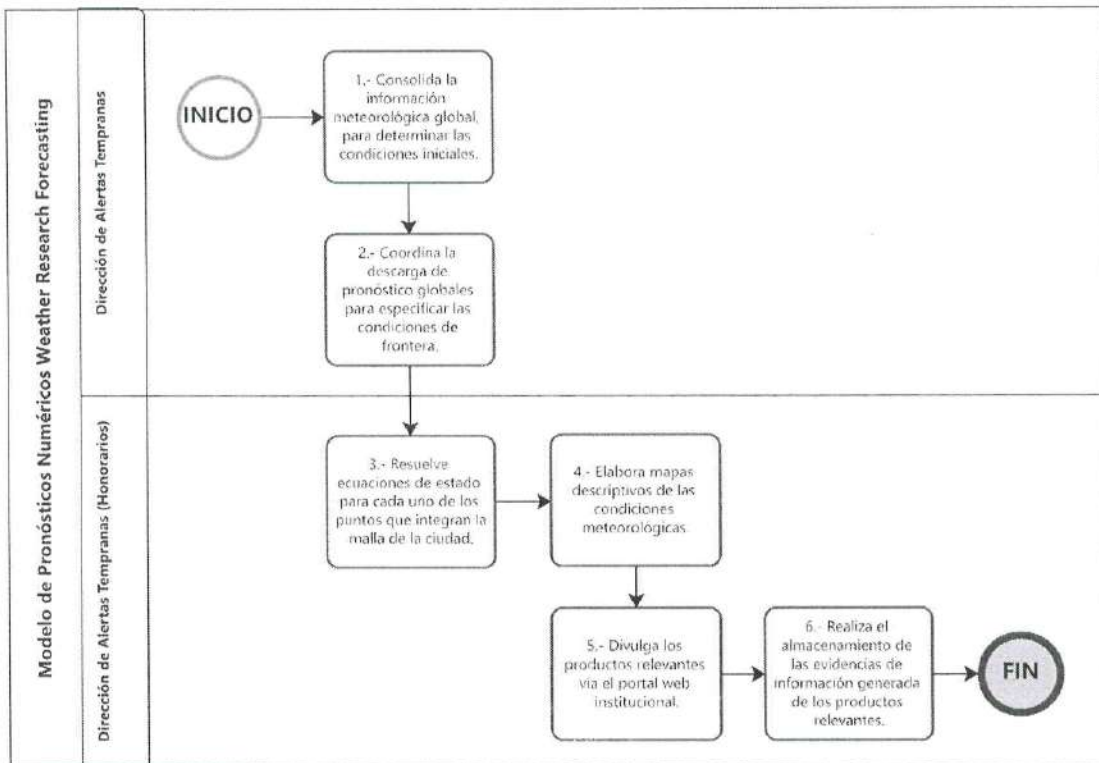 Modelo de Pronósticos Numéricos Weather Research Forecasting
Dirección de Alertas Tempranas
INICIO
1.- Consolida la
información
meteorológica global,
para determinar las
condiciones iniciales.
2.- Coordina la
descarga de
pronóstico globales
para especificar las
condiciones de
frontera.
Dirección de Alertas Tempranas (Honorarios)
3.- Resuelve
ecuaciones de estado
para cada uno de los
puntos que integran la
malla de la ciudad.
4.- Elabora mapas
descriptivos de las
condiciones
meteorológicas
5.- Divulga los
productos relevantes
vía el portal web
institucional.
6.- Realiza el
almacenamiento de
las evidencias de
información generada
de los productos
relevantes.
FIN